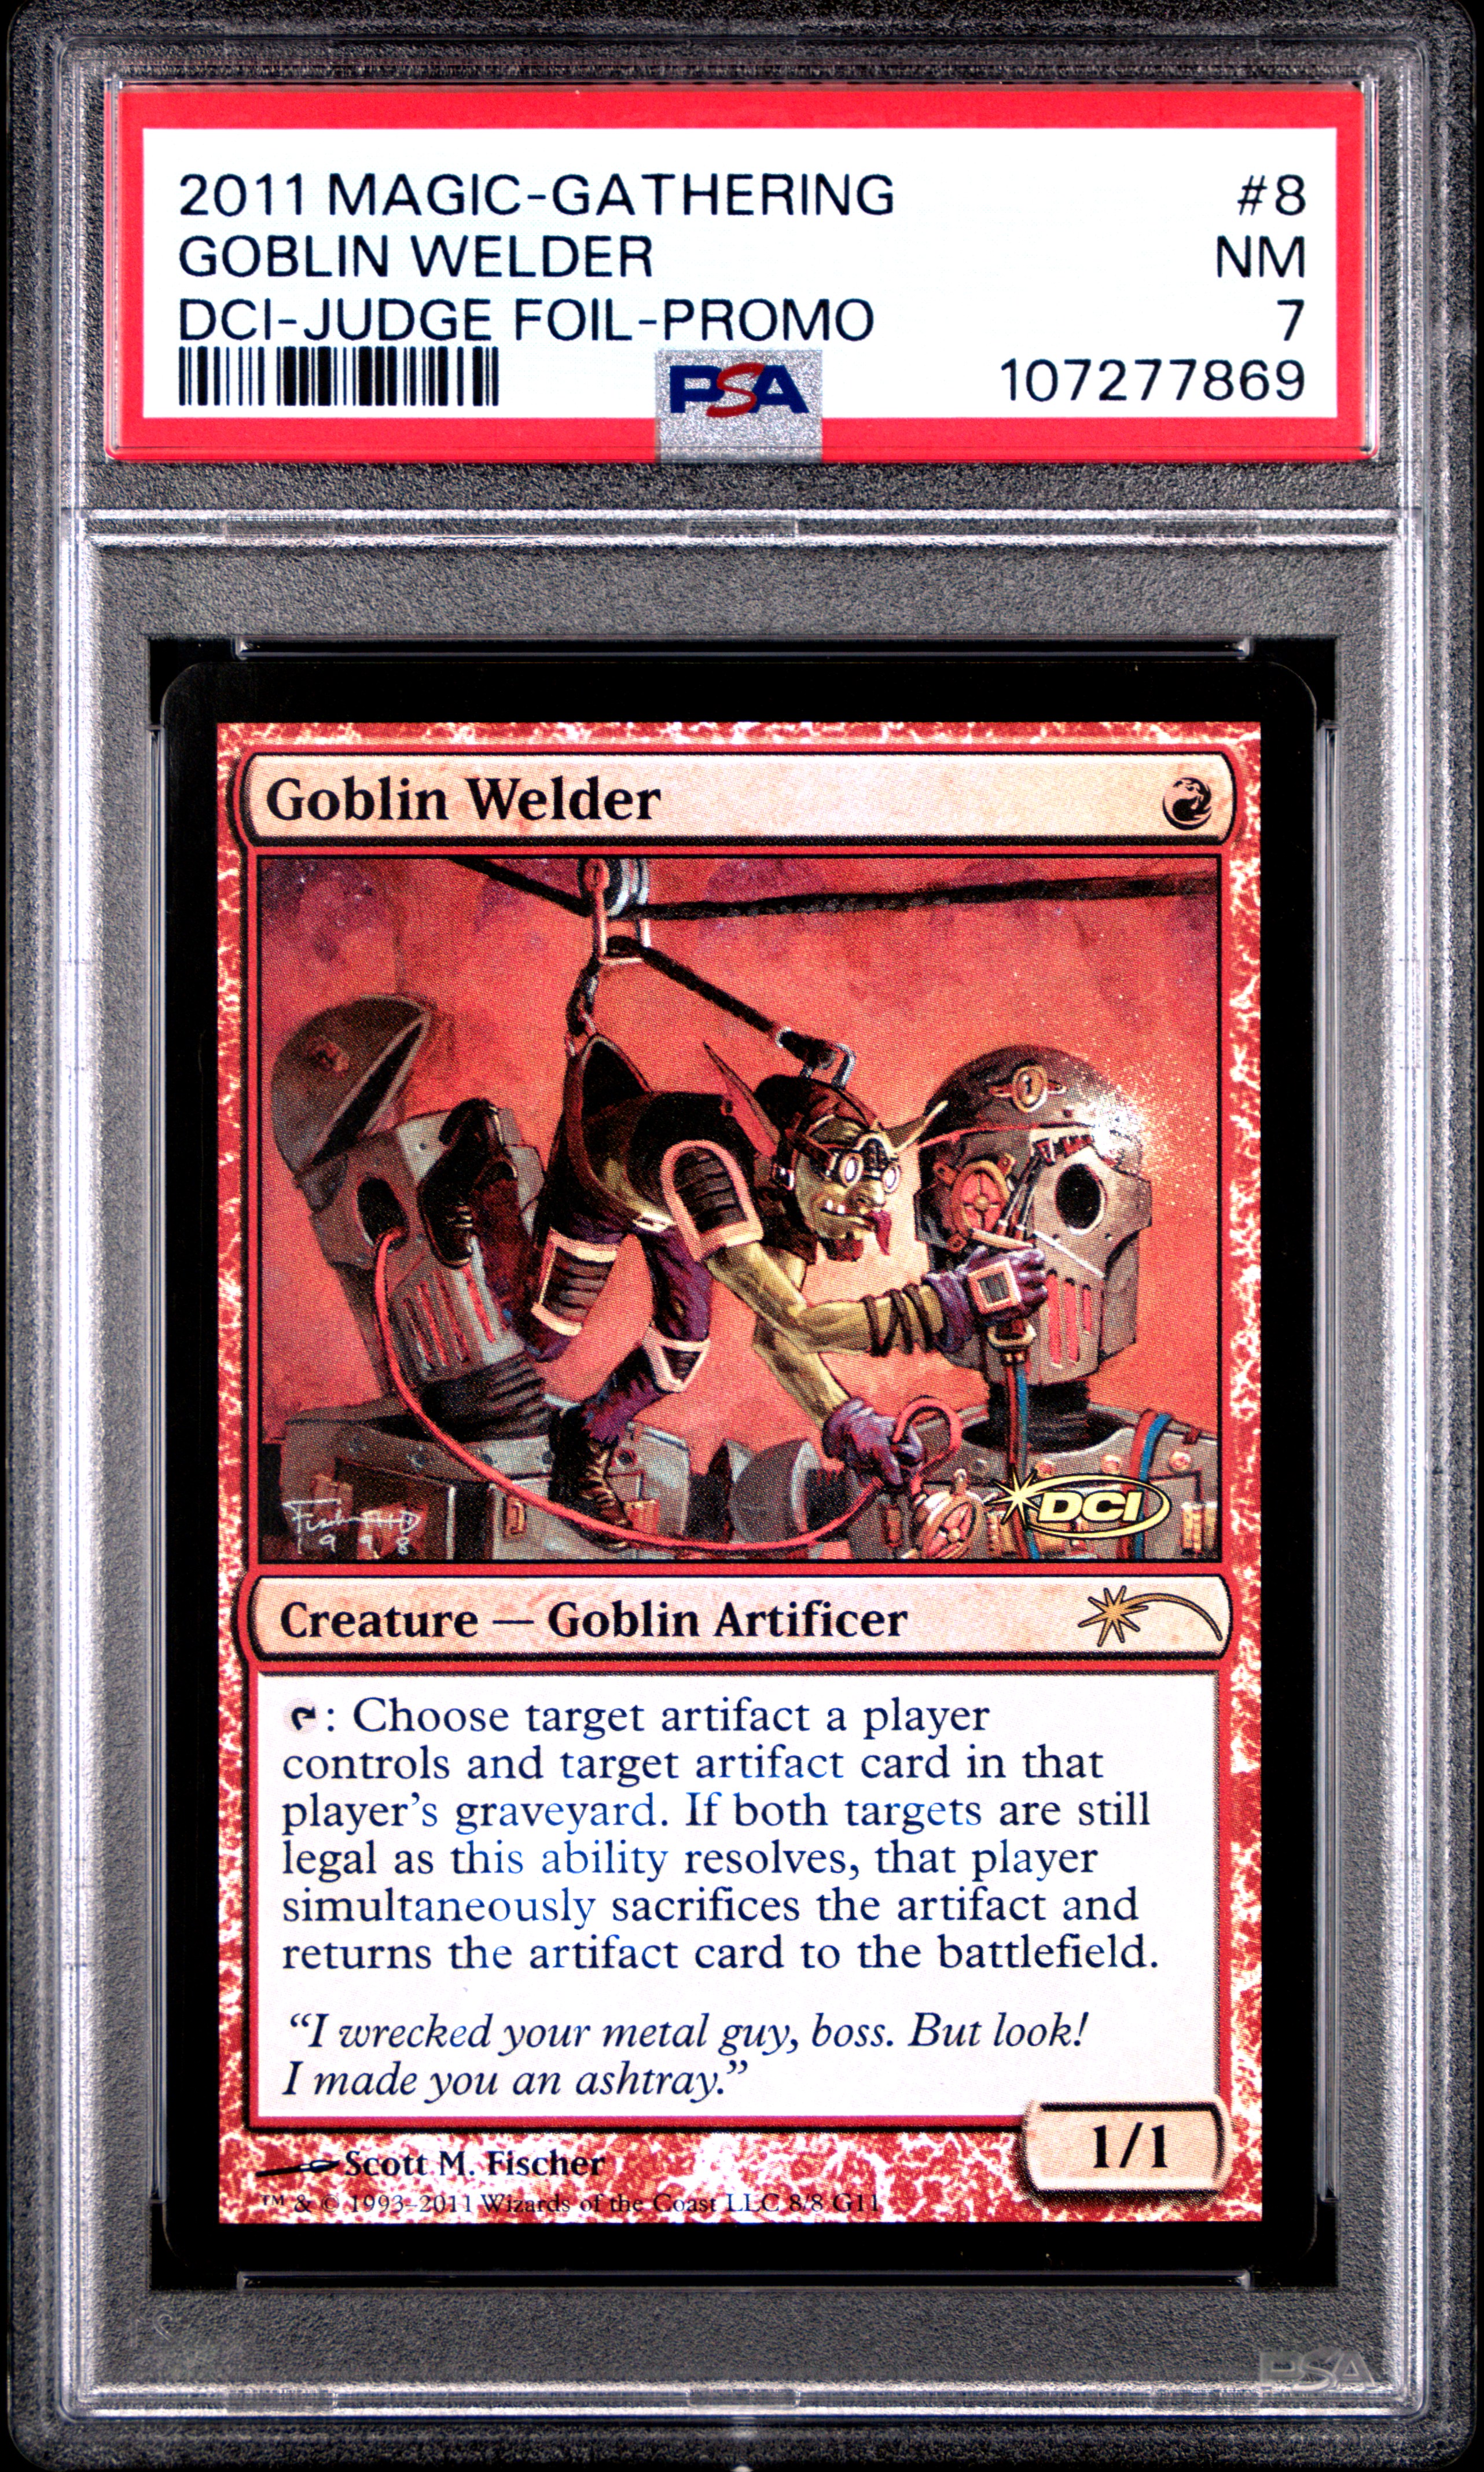 2011 MAGIC-GATHERING #8
GOBLIN WELDER NM
DCI-JUDGE FOIL-PROMO 7
PSA 107277869
Goblin Welder
DCI
1998
Creature — Goblin Artificer
: Choose target artifact a player
controls and target artifact card in that
player's graveyard. If both targets are still
legal as this ability resolves, that player
simultaneously sacrifices the artifact and
returns the artifact card to the battlefield.
“I wrecked your metal guy, boss. But look!
I made you an ashtray.”
1/1
Scott M. Fischer
™ & © 1993–2011 Wizards of the Coast LLC 8/8 G11
PSA